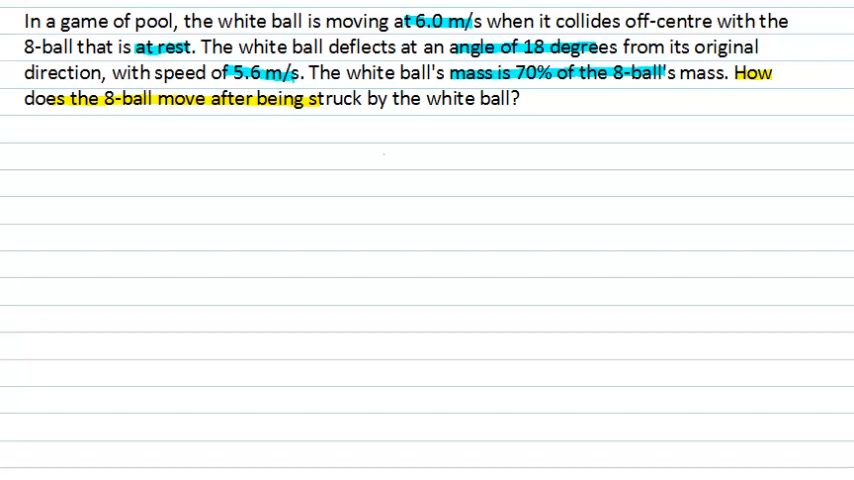 In a game of pool, the white ball is moving at 6.0 m/s when it collides off-centre with the
8-ball that is at rest. The white ball deflects at an angle of 18 degrees from its original
direction, with speed of 5.6 m/s. The white ball's mass is 70% of the 8-ball's mass. How
does the 8-ball move after being struck by the white ball?